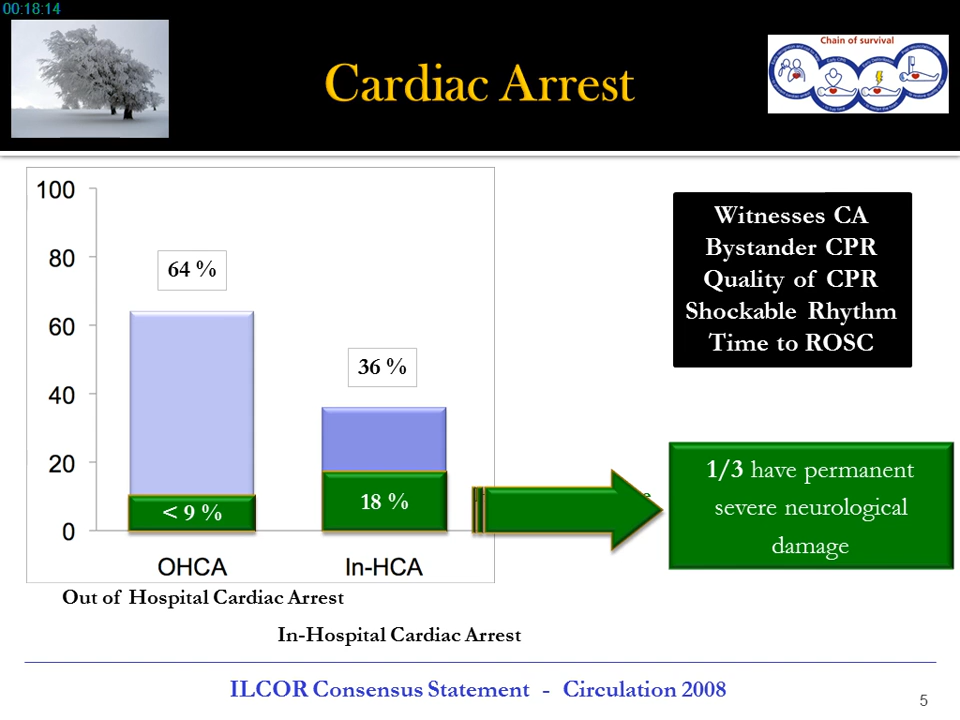 00:18:14
Cardiac Arrest
Chain of survival
100
80
60
40
20
0
64 %
36 %
< 9 %
18 %
OHCA
In-HCA
Out of Hospital Cardiac Arrest
In-Hospital Cardiac Arrest
Witnesses CA
Bystander CPR
Quality of CPR
Shockable Rhythm
Time to ROSC
1/3 have permanent
severe neurological
damage
ILCOR Consensus Statement - Circulation 2008
5